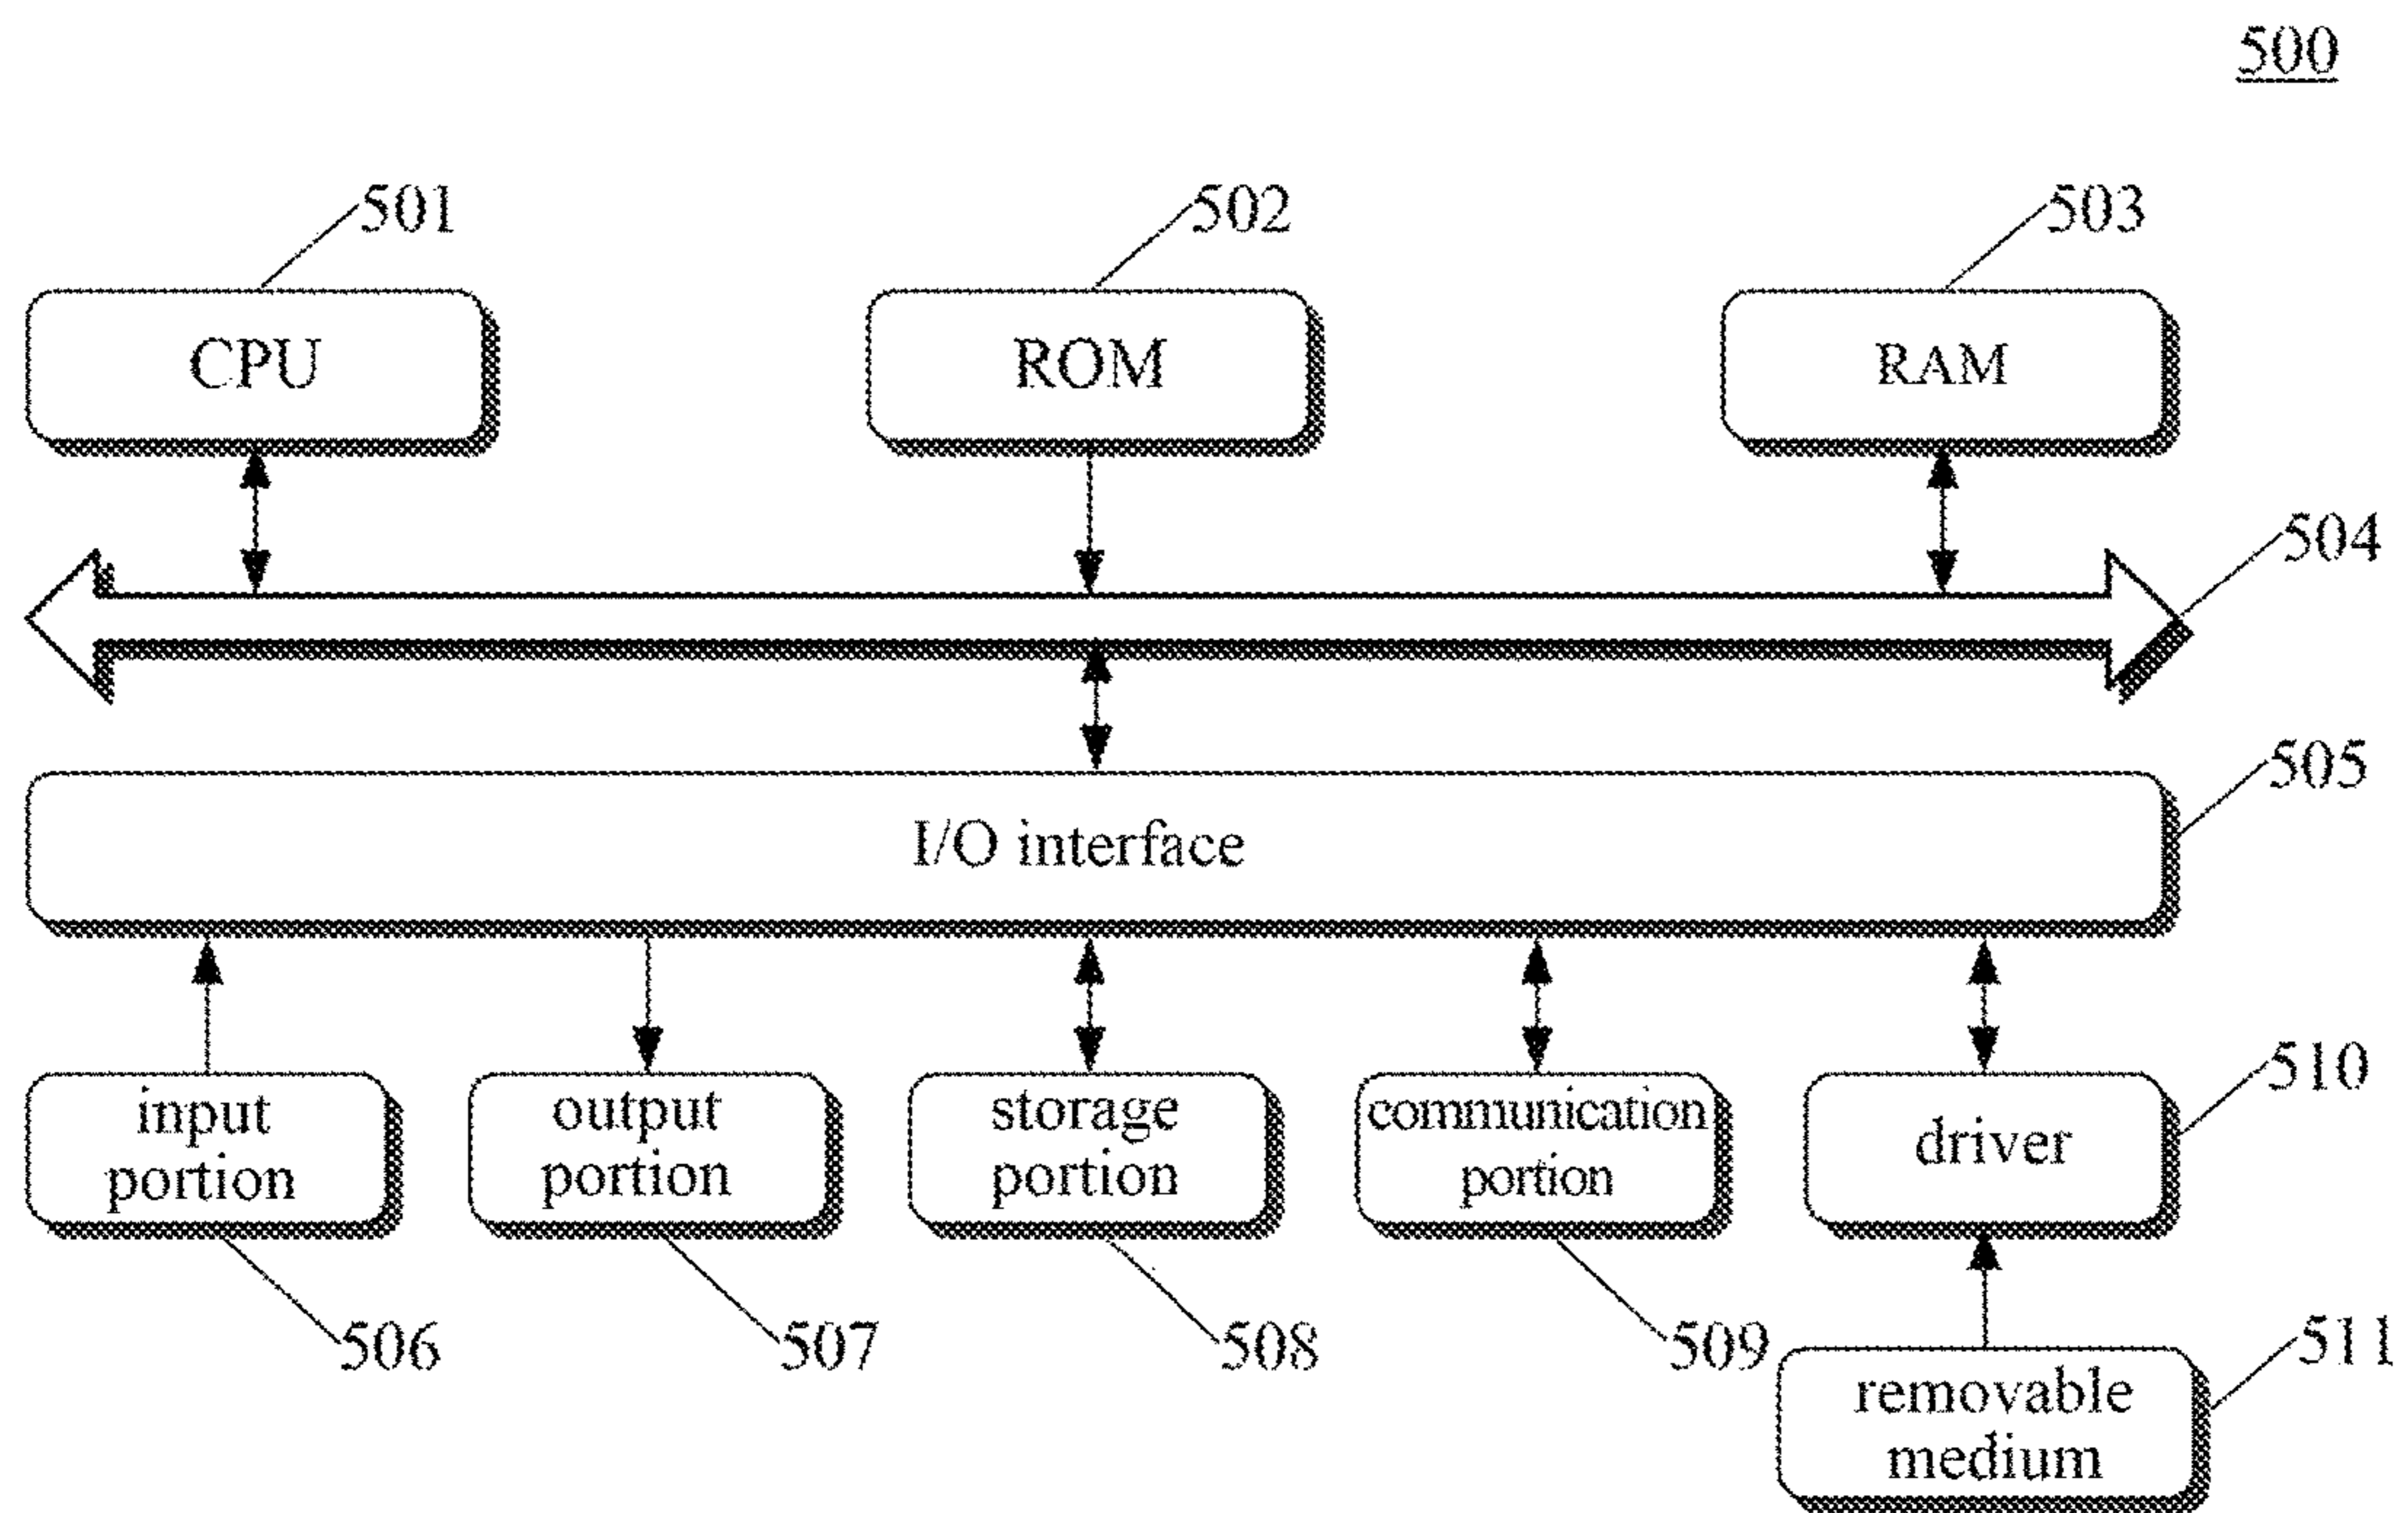 500
501
502
503
CPU
ROM
RAM
504
505
I/O interface
510
input
portion
output
portion
storage
portion
communication
portion
driver
506
507
508
509
511
removable
medium